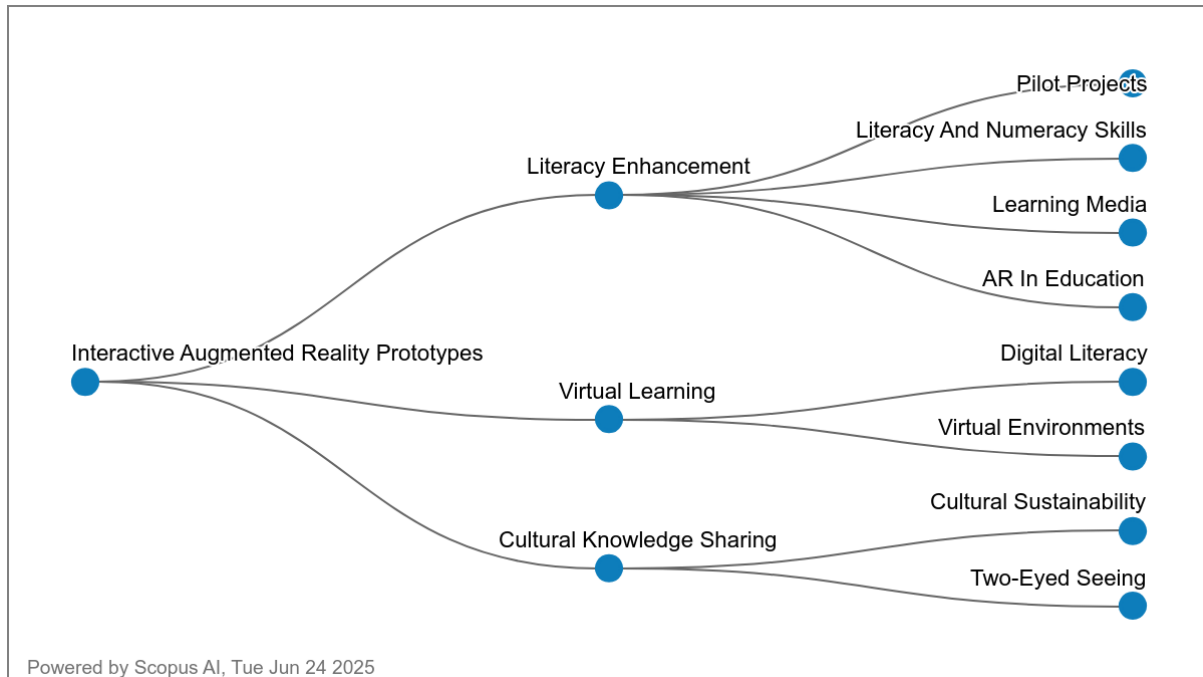 Pilot Projects
Literacy And Numeracy Skills
Literacy Enhancement
Learning Media
AR In Education
Interactive Augmented Reality Prototypes
Digital Literacy
Virtual Learning
Virtual Environments
Cultural Sustainability
Cultural Knowledge Sharing
Two-Eyed Seeing
Powered by Scopus AI, Tue Jun 24 2025